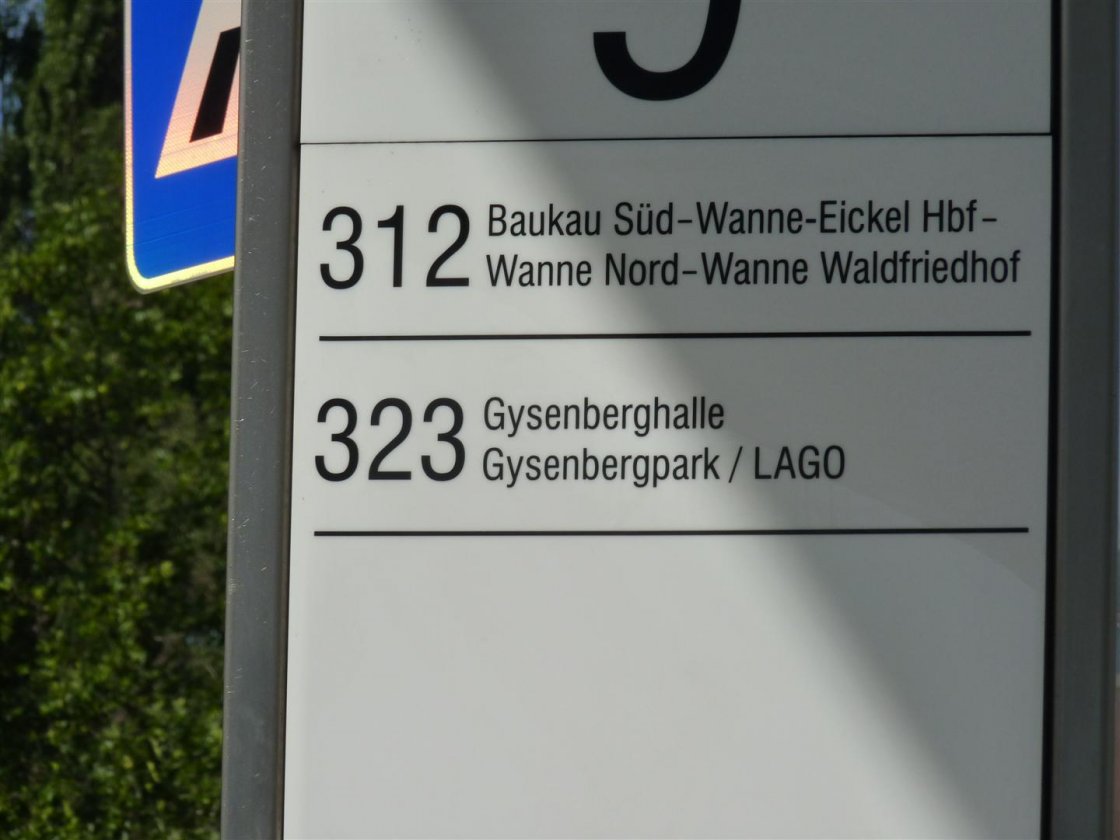 312 Baukau Süd–Wanne-Eickel Hbf–
Wanne Nord–Wanne Waldfriedhof
323 Gysenberghalle
Gysenbergpark / LAGO